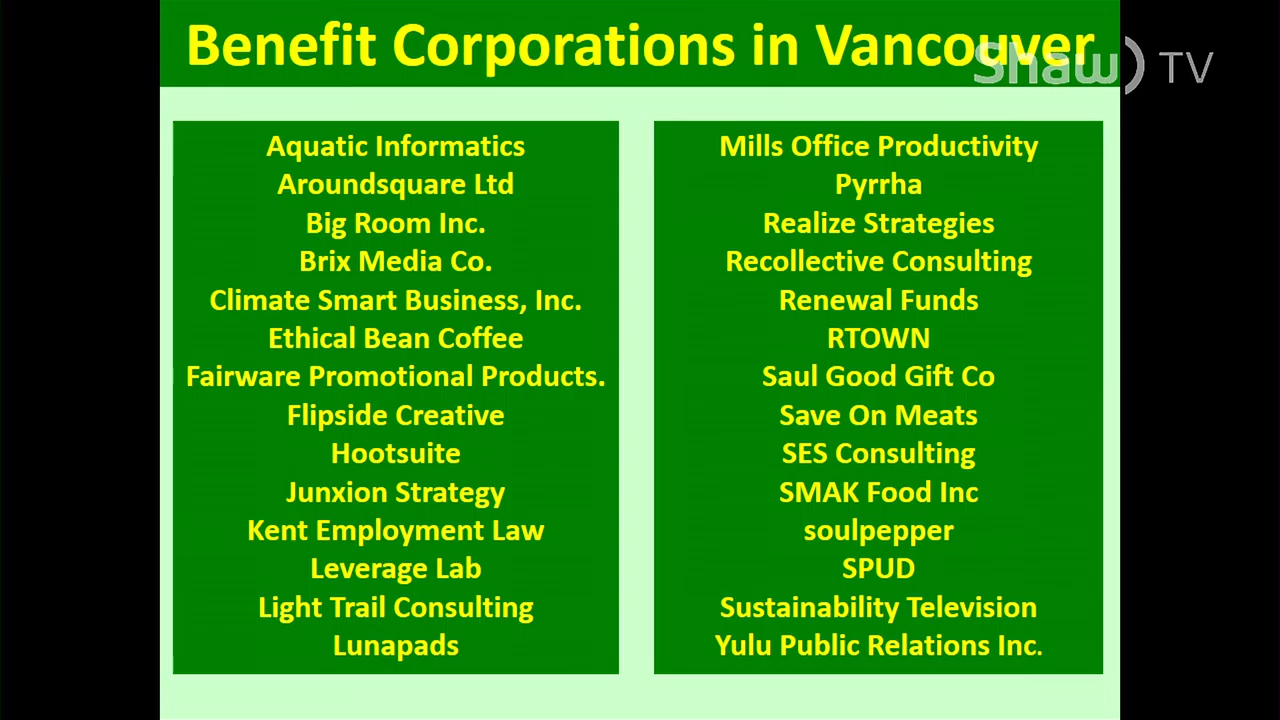 Benefit Corporations in Vancouver
Shaw) TV
Aquatic Informatics
Aroundsquare Ltd
Big Room Inc.
Brix Media Co.
Climate Smart Business, Inc.
Ethical Bean Coffee
Fairware Promotional Products.
Flipside Creative
Hootsuite
Junxion Strategy
Kent Employment Law
Leverage Lab
Light Trail Consulting
Lunapads
Mills Office Productivity
Pyrrha
Realize Strategies
Recollective Consulting
Renewal Funds
RTOWN
Saul Good Gift Co
Save On Meats
SES Consulting
SMAK Food Inc
soulpepper
SPUD
Sustainability Television
Yulu Public Relations Inc.